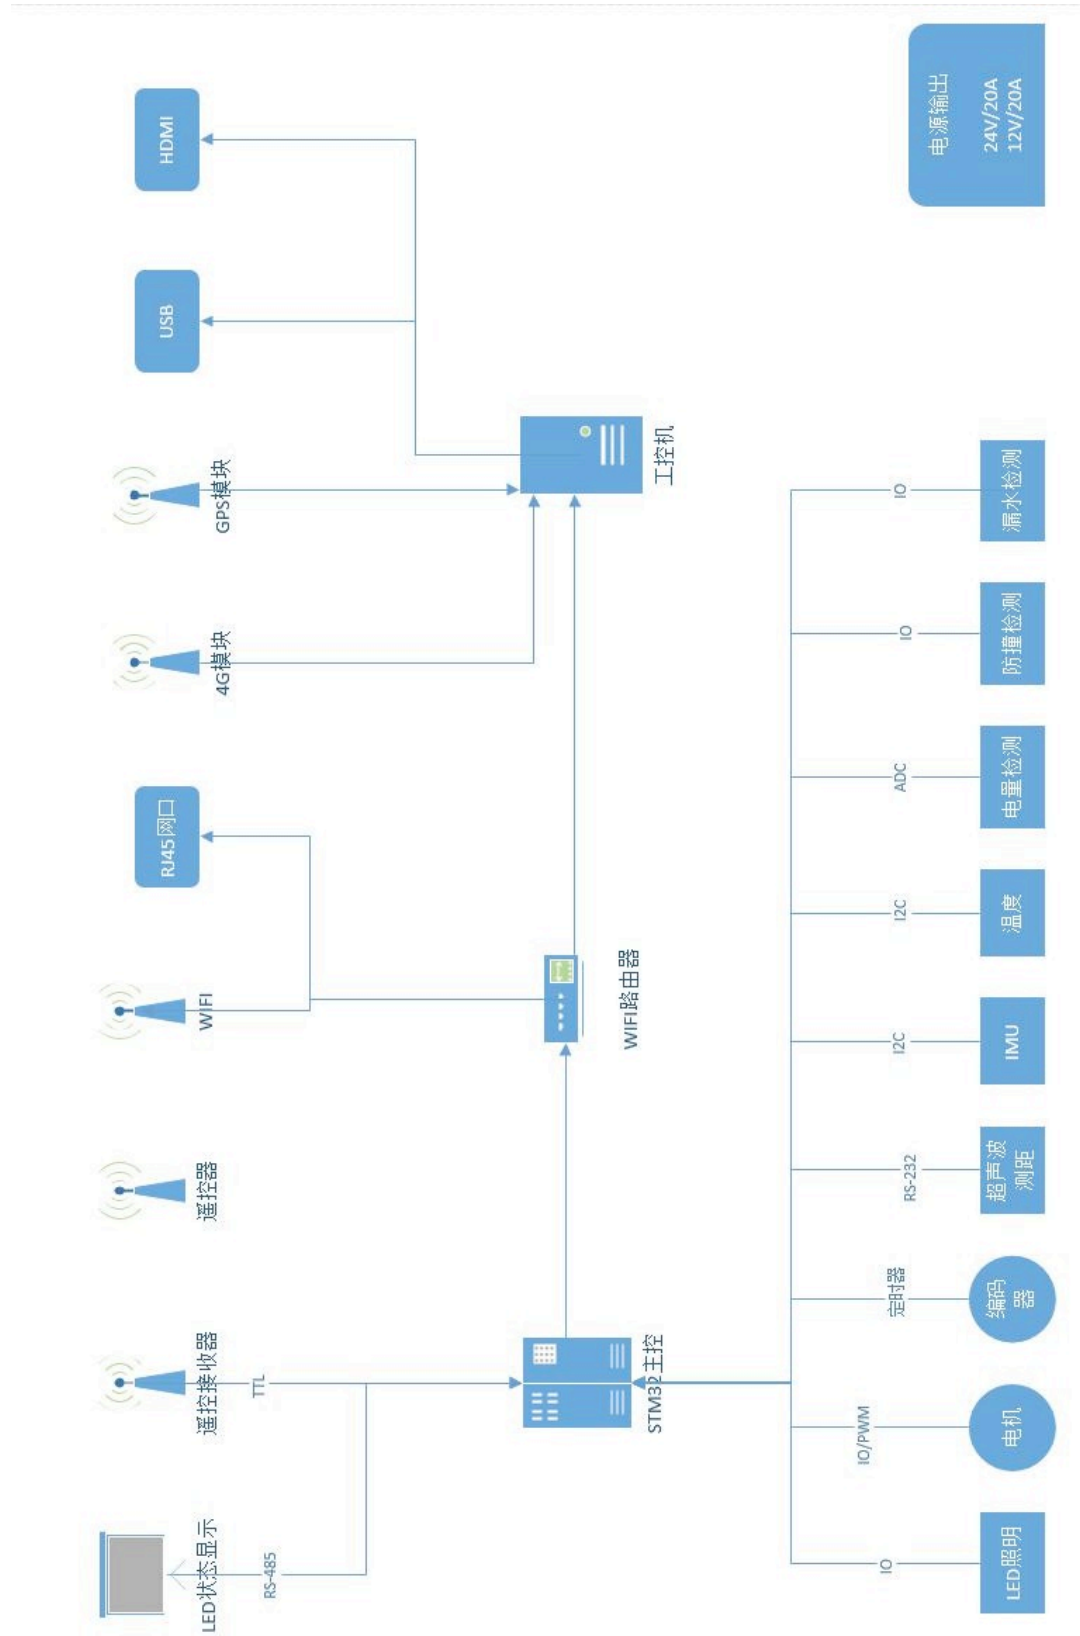 LED状态显示
遥控接收器
遥控器
WIFI
RJ45网口
4G模块
GPS模块
USB
HDMI
RS-485
TTL
STM32主控
WIFI路由器
工控机
IO
IO/PWM
定时器
RS-232
I2C
I2C
ADC
IO
IO
LED照明
电机
编码
器
超声波
测距
IMU
温度
电量检测
防撞检测
漏水检测
电源输出
24V/20A
12V/20A